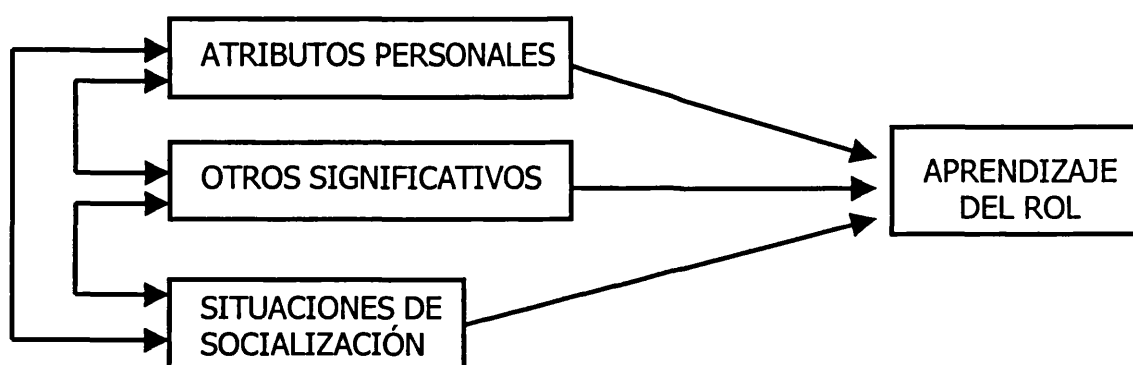 ATRIBUTOS PERSONALES
OTROS SIGNIFICATIVOS
SITUACIONES DE
SOCIALIZACIÓN
APRENDIZAJE
DEL ROL